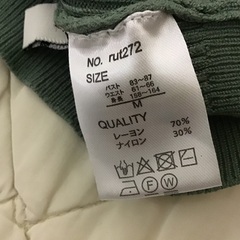 NO. rut272
SIZE
バスト 83-87
ウエスト 61-66
身長 158-164
M
QUALITY
レーヨン 70%
ナイロン 30%
F
W